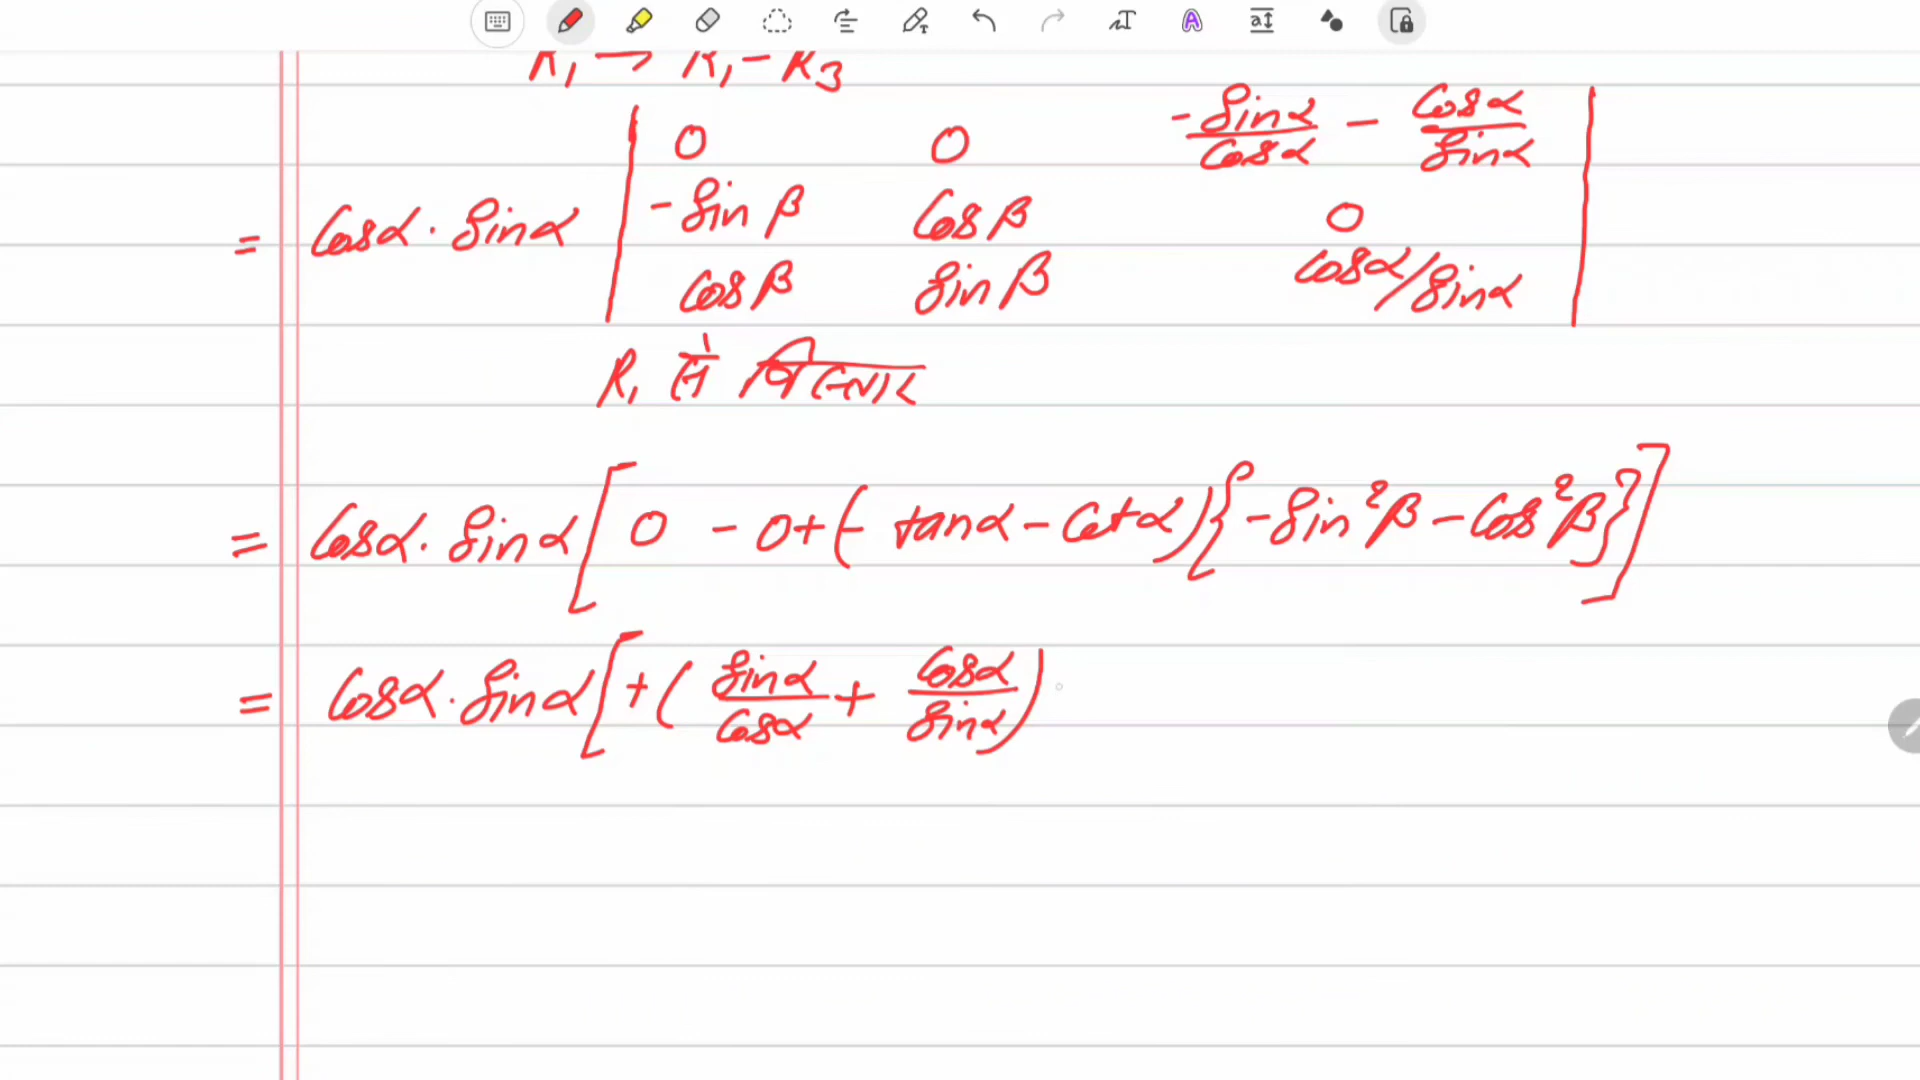 R₁ → R₁ - R₃
= Cosα · Sinα | 0 0 -Sinα/Cosα - Cosα/Sinα |
| -Sin β Cos β 0 |
| Cos β Sin β Cosα/Sinα |
R₁
= Cosα · Sinα [ 0 - 0 + (- tanα - Cotα) { -Sin²β - Cos²β } ]
= Cosα · Sinα [ + ( Sinα/Cosα + Cosα/Sinα )